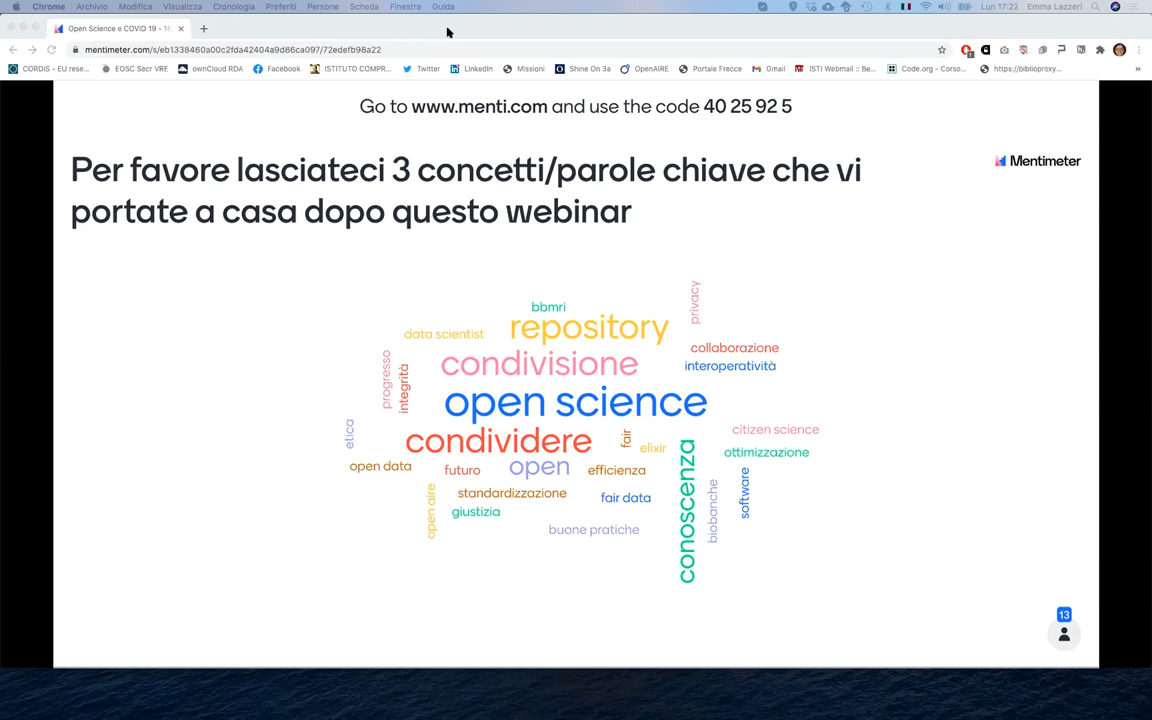 Chrome Archivio Modifica Visualizza Cronologia Preferiti Persone Scheda Finestra Guida Lun 17:22 Emma Lazzeri
Open Science e COVID 19 - 16
mentimeter.com/s/eb1338460a00c2fda42404a9d86ca097/72edefb98a22
CORDIS - EU rese... EOSC Secr VRE ownCloud RDA Facebook ISTITUTO COMPR... Twitter LinkedIn Missioni Shine On 3a OpenAIRE Portale Frecce Gmail ISTI Webmail :: Be... Code.org - Corso... https://biblioproxy... »
Go to www.menti.com and use the code 40 25 92 5
Per favore lasciateci 3 concetti/parole chiave che vi
portate a casa dopo questo webinar
Mentimeter
privacy
bbmri
repository
data scientist
collaborazione
condivisione
interoperatività
progresso
integrità
open science
etica
condividere
fair
citizen science
elixir
ottimizzazione
open data
futuro
open
efficienza
conoscenza
software
standardizzazione
fair data
biobanche
open aire
giustizia
buone pratiche
13